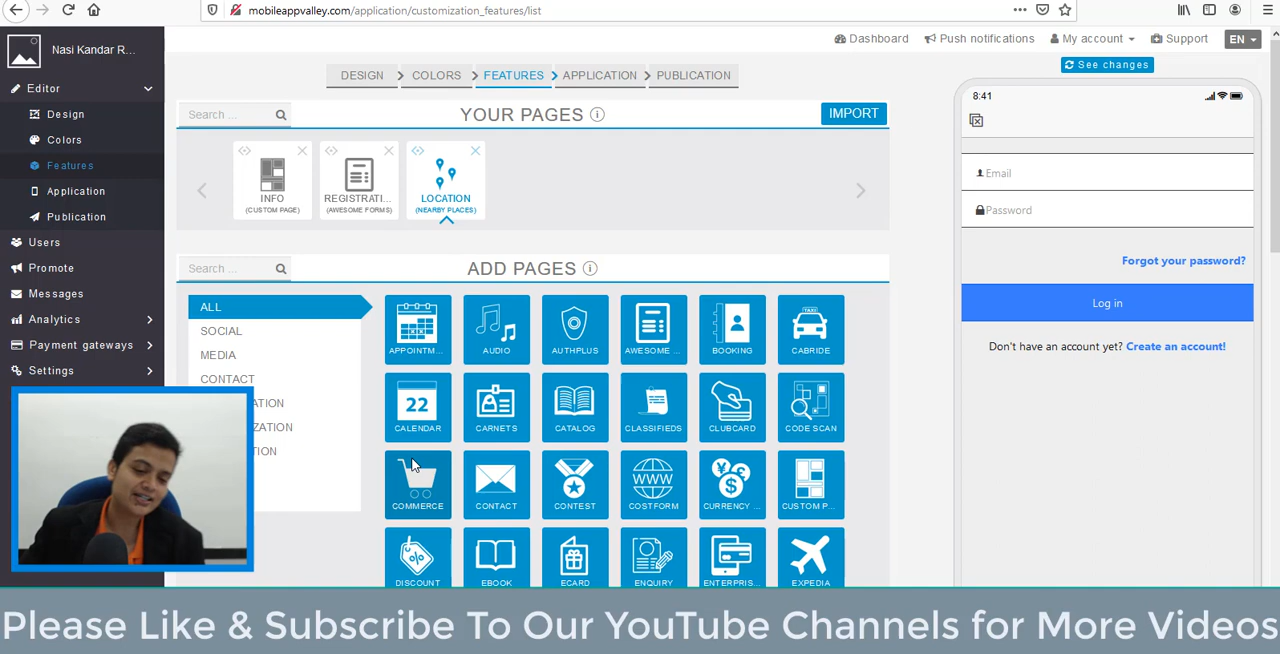 mobileappvalley.com/application/customization_features/list
Nasi Kandar R...
Dashboard Push notifications My account Support EN
Editor
Design
Colors
Features
Application
Publication
Users
Promote
Messages
Analytics
Payment gateways
Settings
DESIGN COLORS FEATURES APPLICATION PUBLICATION
See changes
Search ... YOUR PAGES IMPORT
INFO
(CUSTOM PAGE)
REGISTRATI...
(AWESOME FORMS)
LOCATION
(NEARBY PLACES)
Search ... ADD PAGES
ALL
SOCIAL
MEDIA
CONTACT
ATION
IZATION
TION
APPOINTM... AUDIO AUTHPLUS AWESOME ... BOOKING CABRIDE
TAXI
22
CALENDAR CARNETS CATALOG CLASSIFIEDS CLUBCARD CODE SCAN
WWW
COMMERCE CONTACT CONTEST COSTFORM CURRENCY ... CUSTOM P...
DISCOUNT EBOOK ECARD ENQUIRY ENTERPRIS... EXPEDIA
8:41
Email
Password
Forgot your password?
Log in
Don't have an account yet? Create an account!
Please Like & Subscribe To Our YouTube Channels for More Videos